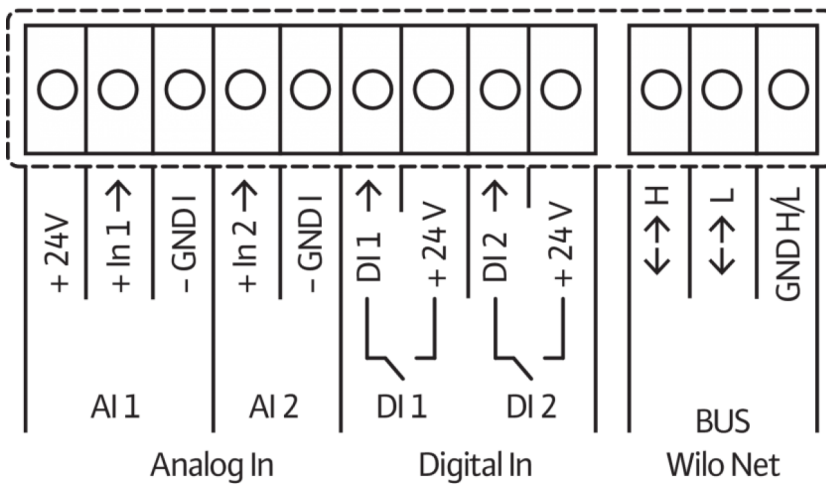 + 24V
+ In 1 →
– GND I
+ In 2 →
– GND I
DI 1 →
+ 24 V
DI 2 →
+ 24 V
↔ H
↔ L
GND H/L
AI 1
AI 2
DI 1
DI 2
BUS
Analog In
Digital In
Wilo Net